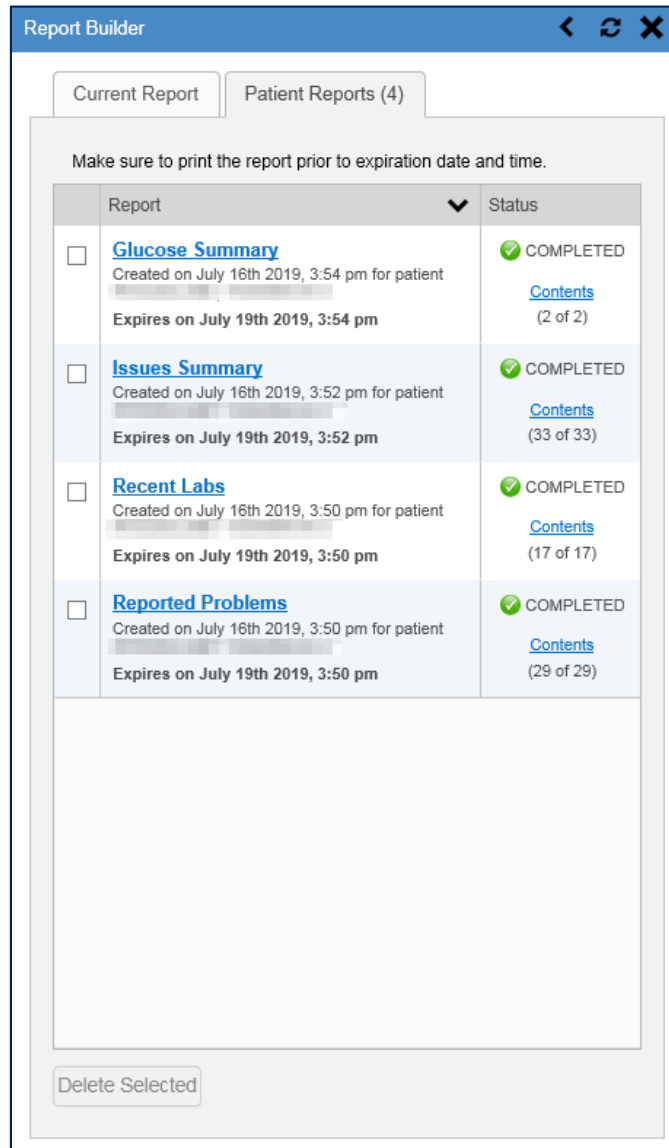 Report Builder
Current Report
Patient Reports (4)
Make sure to print the report prior to expiration date and time.
Report
Status
Glucose Summary
Created on July 16th 2019, 3:54 pm for patient
Expires on July 19th 2019, 3:54 pm
COMPLETED
Contents
(2 of 2)
Issues Summary
Created on July 16th 2019, 3:52 pm for patient
Expires on July 19th 2019, 3:52 pm
COMPLETED
Contents
(33 of 33)
Recent Labs
Created on July 16th 2019, 3:50 pm for patient
Expires on July 19th 2019, 3:50 pm
COMPLETED
Contents
(17 of 17)
Reported Problems
Created on July 16th 2019, 3:50 pm for patient
Expires on July 19th 2019, 3:50 pm
COMPLETED
Contents
(29 of 29)
Delete Selected